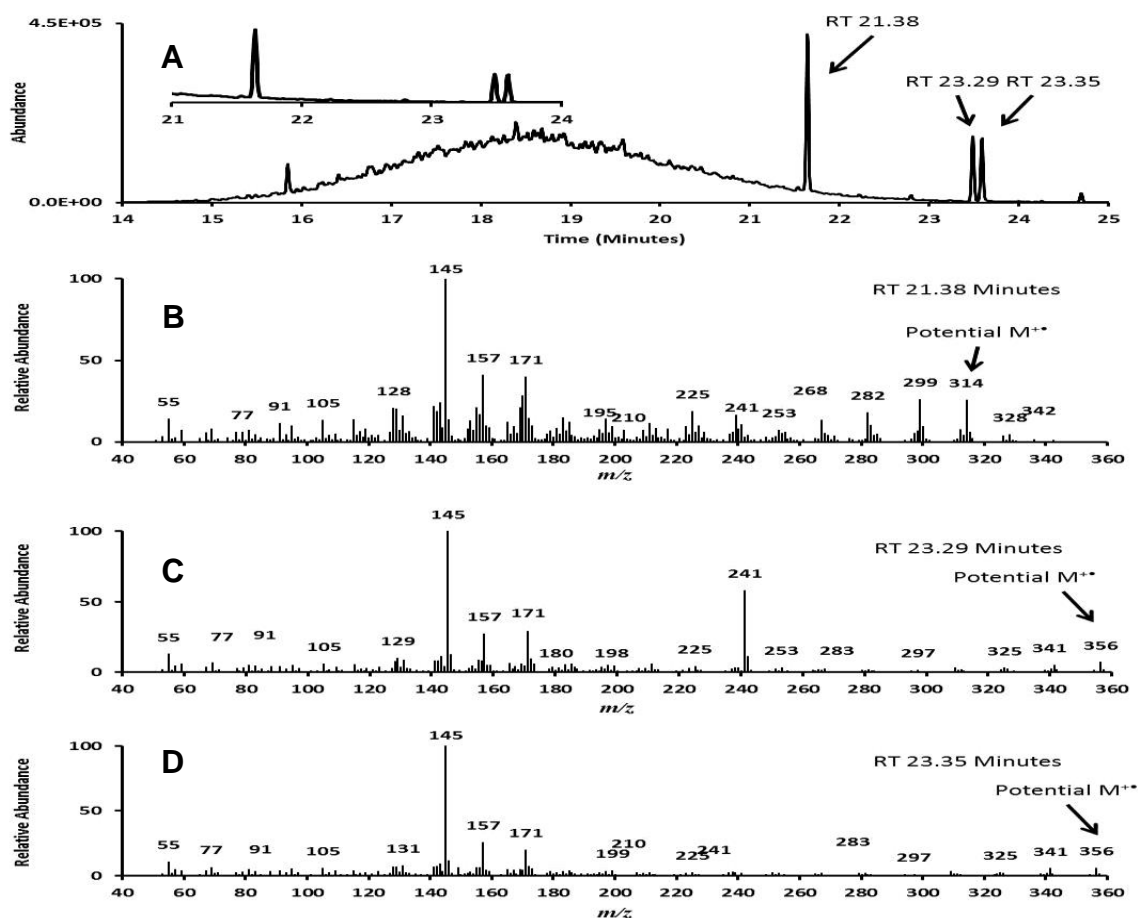 4.5E+05
A
RT 21.38
RT 23.29 RT 23.35
Abundance
21 22 23 24
0.0E+00
14 15 16 17 18 19 20 21 22 23 24 25
Time (Minutes)
B
145
100
RT 21.38 Minutes
Potential M⁺•
Relative Abundance
50
55 77 91 105 128 157 171 195 210 225 241 253 268 282 299 314 328 342
0
40 60 80 100 120 140 160 180 200 220 240 260 280 300 320 340 360
m/z
C
145
100
RT 23.29 Minutes
Potential M⁺•
Relative Abundance
50
55 77 91 105 129 157 171 180 198 225 241 253 283 297 325 341 356
0
40 60 80 100 120 140 160 180 200 220 240 260 280 300 320 340 360
m/z
D
145
100
RT 23.35 Minutes
Potential M⁺•
Relative Abundance
50
55 77 91 105 131 157 171 199 210 225 241 283 297 325 341 356
0
40 60 80 100 120 140 160 180 200 220 240 260 280 300 320 340 360
m/z